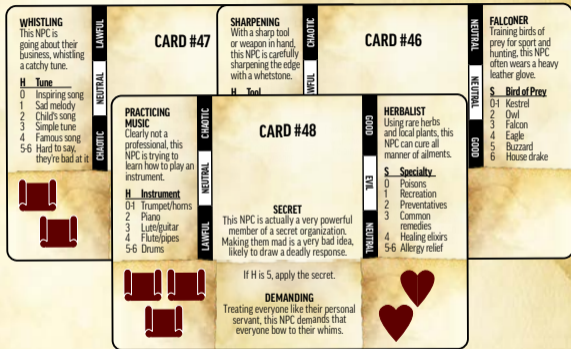 WHISTLING
This NPC is
going about their
business, whistling
a catchy tune.
H Tune
0 Inspiring song
1 Sad melody
2 Child's song
3 Simple tune
4 Famous song
5-6 Hard to say,
they're bad at it
LAWFUL
NEUTRAL
CHAOTIC
CARD #47
SHARPENING
With a sharp tool
or weapon in hand,
this NPC is carefully
sharpening the edge
with a whetstone.
H Tool
CHAOTIC
CARD #46
NEUTRAL
NEUTRAL
GOOD
FALCONER
Training birds of
prey for sport and
hunting, this NPC
often wears a heavy
leather glove.
S Bird of Prey
0-1 Kestrel
2 Owl
3 Falcon
4 Eagle
5 Buzzard
6 House drake
PRACTICING
MUSIC
Clearly not a
professional, this
NPC is trying to
learn how to play an
instrument.
H Instrument
0-1 Trumpet/horns
2 Piano
3 Lute/guitar
4 Flute/pipes
5-6 Drums
CHAOTIC
NEUTRAL
LAWFUL
CARD #48
SECRET
This NPC is actually a very powerful
member of a secret organization.
Making them mad is a very bad idea,
likely to draw a deadly response.
If H is 5, apply the secret.
DEMANDING
Treating everyone like their personal
servant, this NPC demands that
everyone bow to their whims.
GOOD
EVIL
NEUTRAL
HERBALIST
Using rare herbs
and local plants, this
NPC can cure all
manner of ailments.
S Specialty
0 Poisons
1 Recreation
2 Preventatives
3 Common
remedies
4 Healing elixirs
5-6 Allergy relief